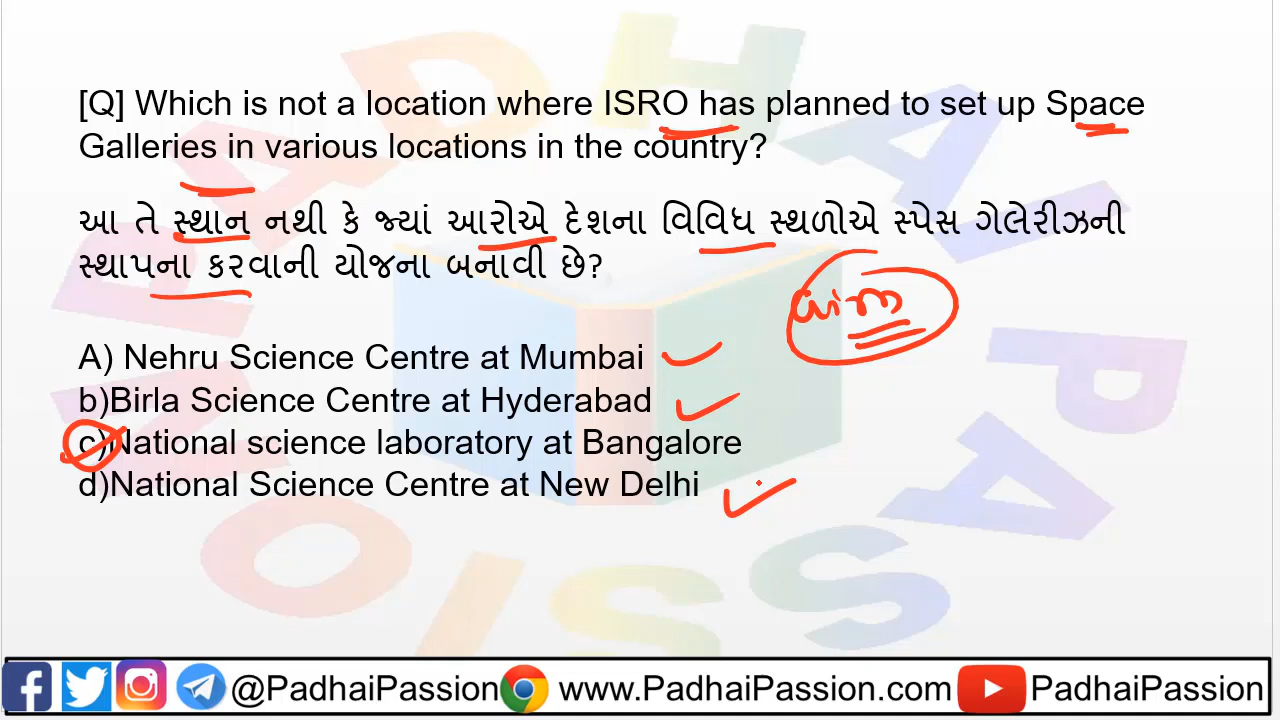 [Q] Which is not a location where ISRO has planned to set up Space
Galleries in various locations in the country?
આ તે સ્થાન નથી કે જ્યાં આરોએ દેશના વિવિધ સ્થળોએ સ્પેસ ગેલેરીઝની
સ્થાપના કરવાની યોજના બનાવી છે?
A) Nehru Science Centre at Mumbai
b)Birla Science Centre at Hyderabad
c)National science laboratory at Bangalore
d)National Science Centre at New Delhi
@PadhaiPassion www.PadhaiPassion.com PadhaiPassion